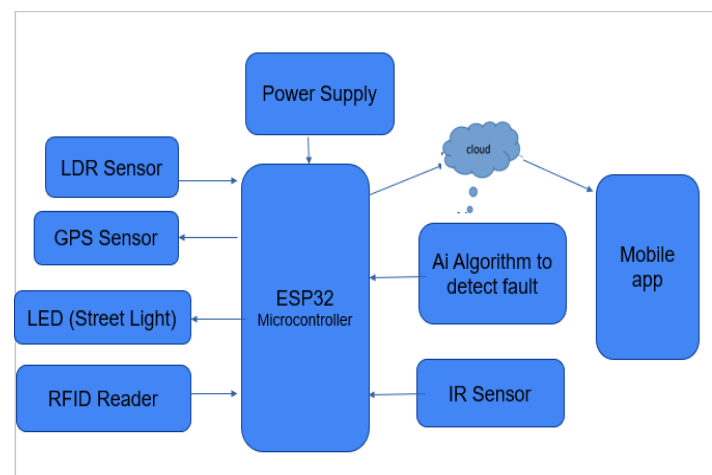 Power Supply
cloud
LDR Sensor
GPS Sensor
Ai Algorithm to
detect fault
Mobile
app
ESP32
Microcontroller
LED (Street Light)
RFID Reader
IR Sensor